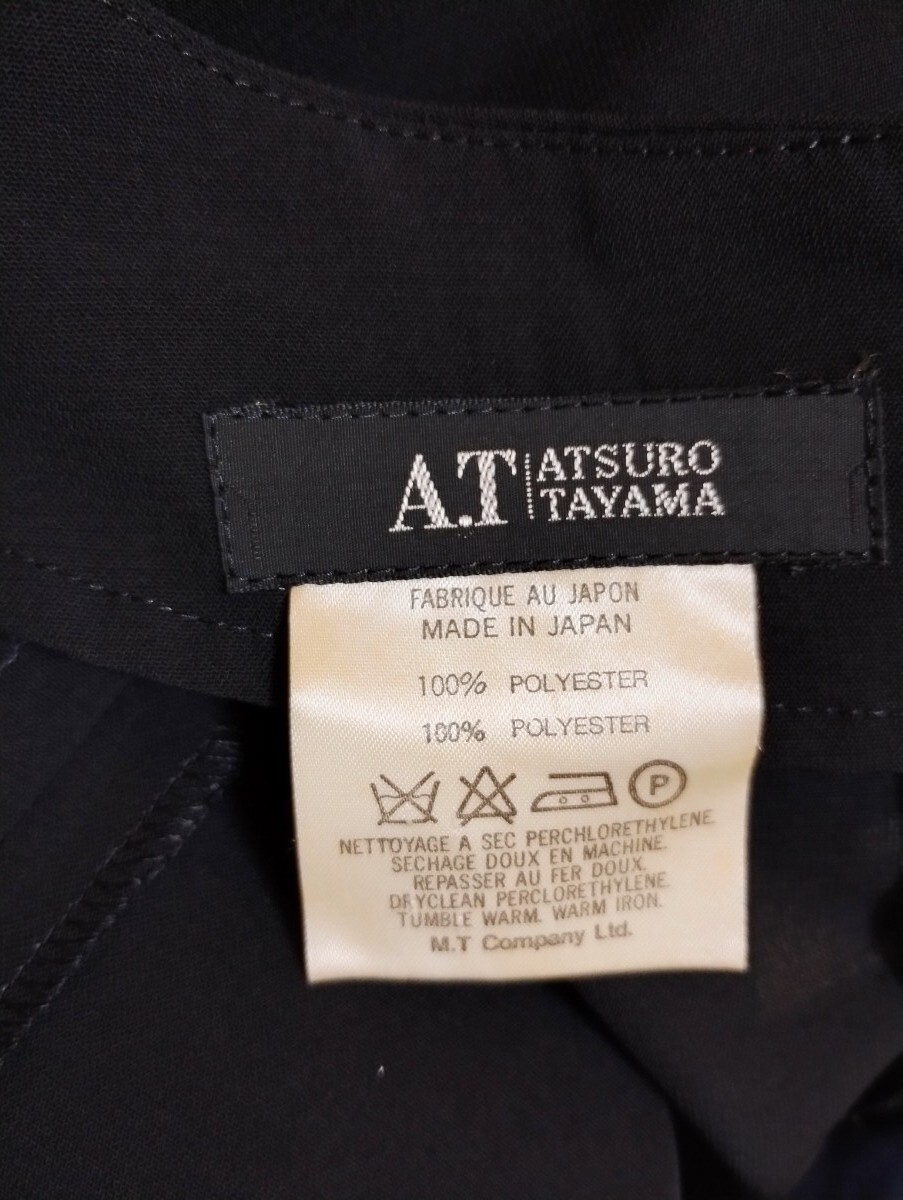 A.T ATSURO
TAYAMA
FABRIQUE AU JAPON
MADE IN JAPAN
100% POLYESTER
100% POLYESTER
P
NETTOYAGE A SEC PERCHLORETHYLENE.
SECHAGE DOUX EN MACHINE.
REPASSER AU FER DOUX.
DRYCLEAN PERCLORETHYLENE.
TUMBLE WARM. WARM IRON.
M.T Company Ltd.